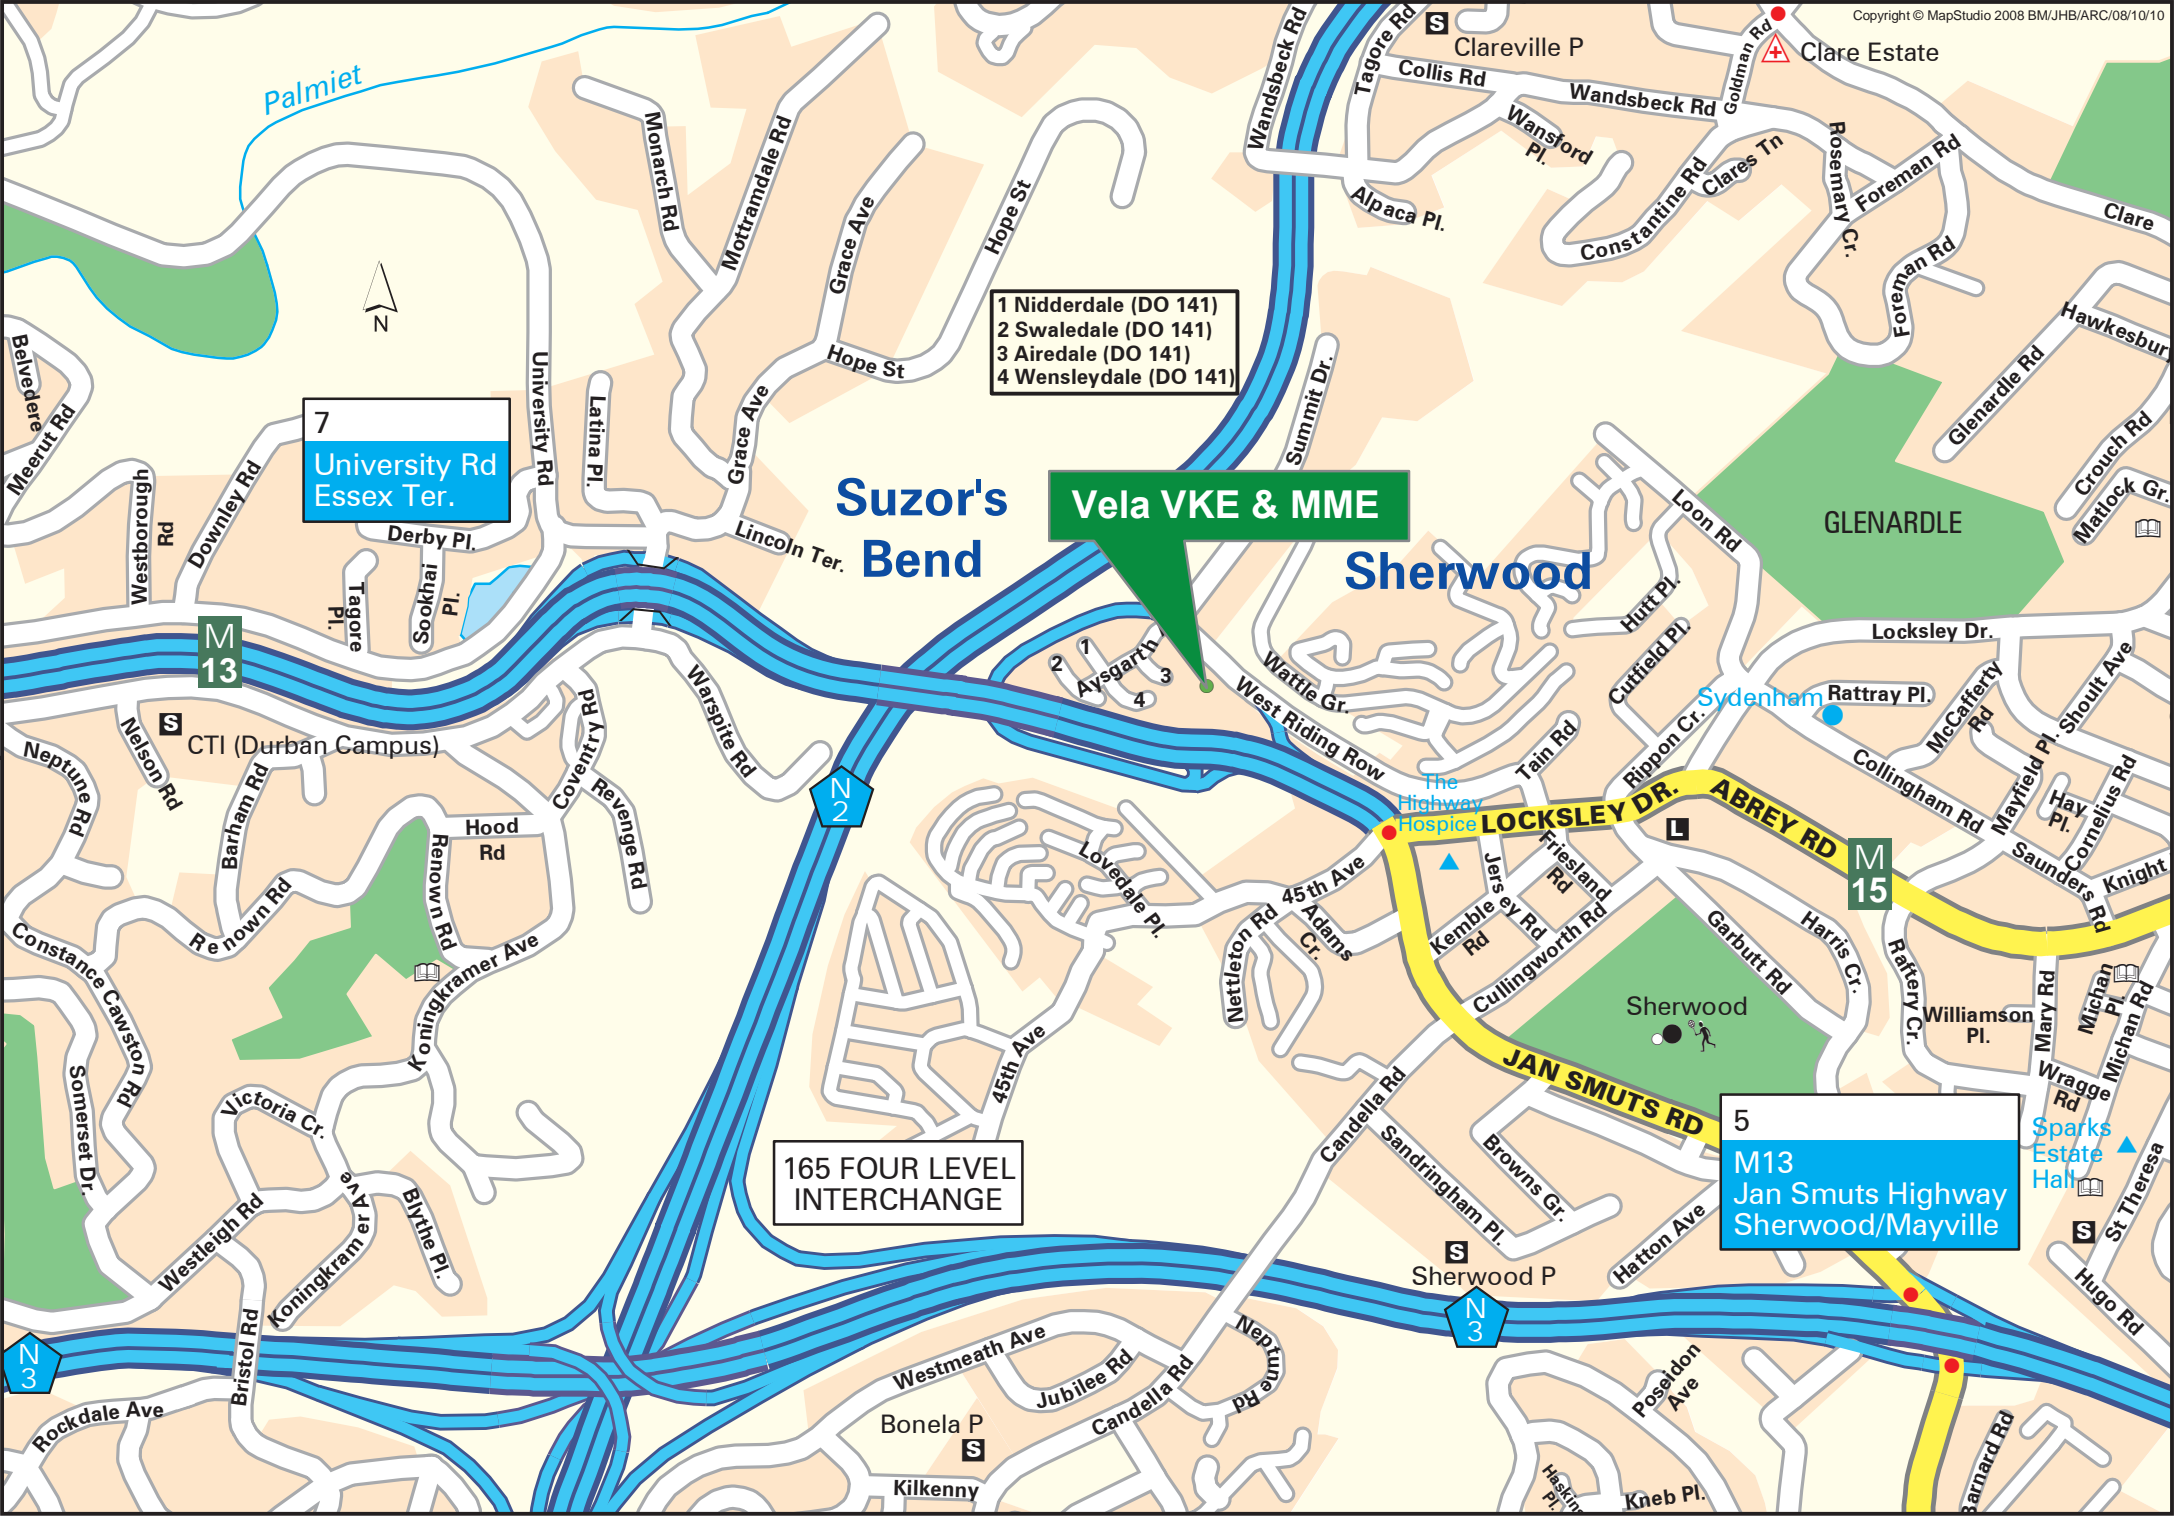 Copyright © MapStudio 2008 BM/JHB/ARC/08/10/10
S
Clareville P
Clare Estate
Goldman Rd
Wandsbeck Rd
Tagore Rd
Collis Rd
Wandsbeck Rd
Wansford
Pl.
Clares Tn
Constantine Rd
Rosemary Cr.
Foreman Rd
Foreman Rd
Clare
Alpaca Pl.
Palmiet
Monarch Rd
Mottramdale Rd
Grace Ave
Hope St
Hope St
Grace Ave
N
1 Nidderdale (DO 141)
2 Swaledale (DO 141)
3 Airedale (DO 141)
4 Wensleydale (DO 141)
Hawkesbury
Glenardle Rd
Crouch Rd
Matlock Gr.
GLENARDLE
Belvedere
Meerut Rd
7
University Rd
Essex Ter.
University Rd
Latina Pl.
Summit Dr.
Westborough
Rd
Downley Rd
Derby Pl.
Sookhai
Pl.
Tagore
Pl.
Lincoln Ter.
Suzor's
Bend
Vela VKE & MME
Sherwood
Loon Rd
Hutt Pl.
Cutfield Pl.
Locksley Dr.
M
13
1
2
3
4
Aysgarth
Wattle Gr.
West Riding Row
Sydenham
Rattray Pl.
McCafferty
Rd
Shoult Ave
Mayfield Pl.
Rippon Cr.
Tain Rd
Collingham Rd
Hay
Pl.
Cornelius Rd
Saunders Rd
Knight
S
CTI (Durban Campus)
Nelson Rd
Neptune Rd
Barham Rd
Coventry Rd
Revenge Rd
Warspite Rd
N
2
Hood
Rd
Renown Rd
Renown Rd
Koningkramer Ave
The
Highway
Hospice
LOCKSLEY DR.
ABREY RD
L
M
15
Lovedale Pl.
45th Ave
Adams
Cr.
Nettleton Rd
Jersey Rd
Kemble
Rd
Friesland
Rd
Cullingworth Rd
Garbutt Rd
Harris Cr.
Raftery Cr.
Williamson
Pl.
Mary Rd
Michan
Pl.
Michan Rd
Wragge
Rd
Sherwood
JAN SMUTS RD
Constance Cawston Rd
Somerset Dr.
Victoria Cr.
Koningkramer Ave
Blythe Pl.
Westleigh Rd
Bristol Rd
45th Ave
165 FOUR LEVEL
INTERCHANGE
Candella Rd
Sandringham Pl.
Browns Gr.
Hatton Ave
5
M13
Jan Smuts Highway
Sherwood/Mayville
Sparks
Estate
Hall
St Theresa
S
Hugo Rd
S
Sherwood P
N
3
N
3
Rockdale Ave
Westmeath Ave
Jubilee Rd
Candella Rd
Neptune Rd
Bonela P
S
Kilkenny
Poseidon
Ave
Haskins
Pl.
Kneb Pl.
Barnard Rd